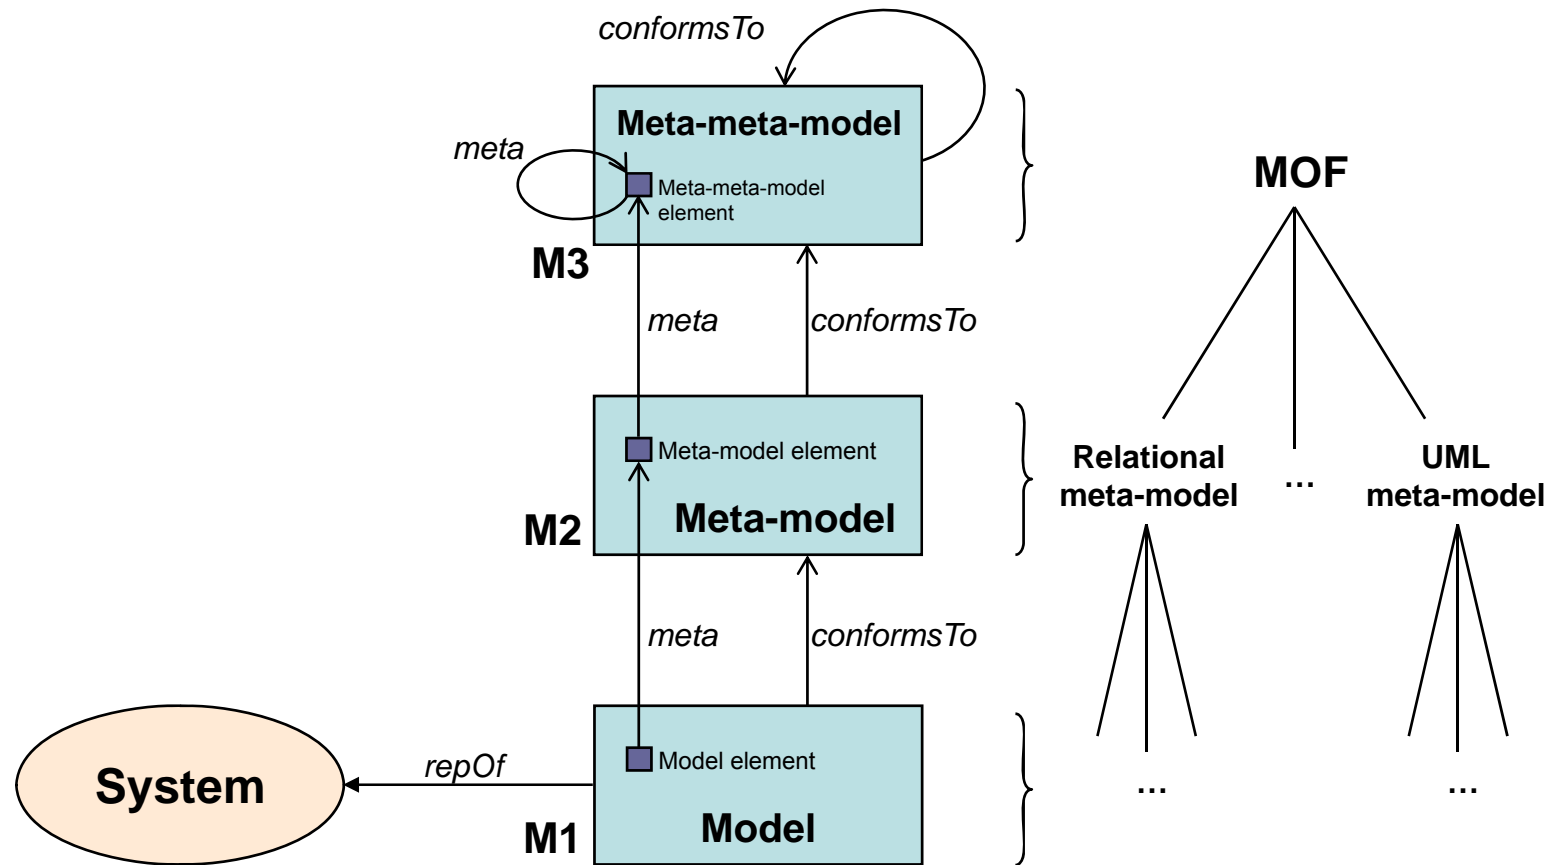 conformsTo
Meta-meta-model
meta
Meta-meta-model
element
MOF
M3
meta
conformsTo
Meta-model element
Relational
meta-model
...
UML
meta-model
Meta-model
M2
meta
conformsTo
Model element
System
repOf
...
...
Model
M1